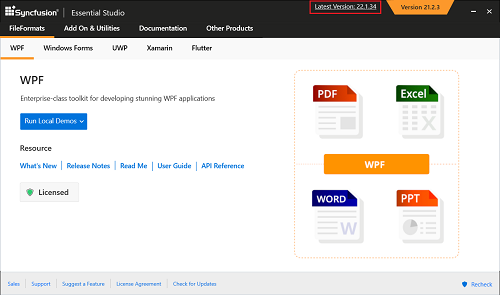 Syncfusion | Essential Studio
Latest Version: 22.1.34
Version 21.2.3
FileFormats Add On & Utilities Documentation Other Products
WPF Windows Forms UWP Xamarin Flutter
WPF
Enterprise-class toolkit for developing stunning WPF applications
Run Local Demos
Resource
What's New | Release Notes | Read Me | User Guide | API Reference
Licensed
PDF
Excel
WPF
WORD
W
PPT
Sales | Support | Suggest a Feature | License Agreement | Check for Updates
Recheck